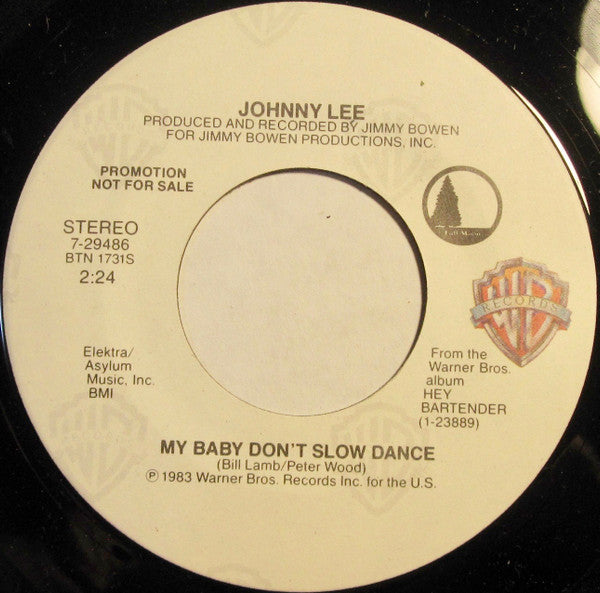 JOHNNY LEE
PRODUCED AND RECORDED BY JIMMY BOWEN
FOR JIMMY BOWEN PRODUCTIONS, INC.
PROMOTION
NOT FOR SALE
STEREO
7-29486
BTN 1731S
2:24
Full Moon
WB
RECORDS
Elektra/
Asylum
Music, Inc.
BMI
From the
Warner Bros.
album
HEY
BARTENDER
(1-23889)
MY BABY DON'T SLOW DANCE
(Bill Lamb/Peter Wood)
℗ 1983 Warner Bros. Records Inc. for the U.S.